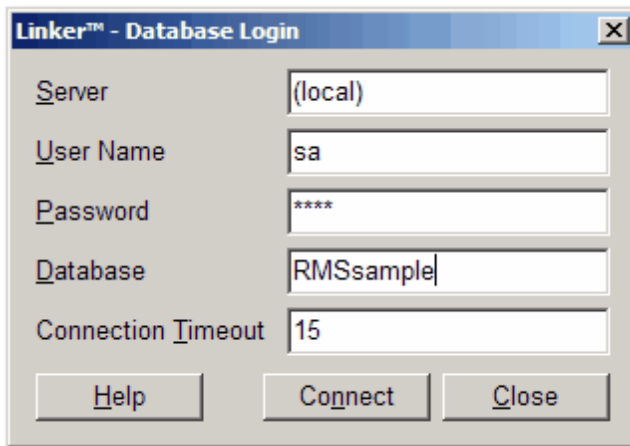 Linker™ - Database Login
Server (local)
User Name sa
Password ****
Database RMSsample
Connection Timeout 15
Help Connect Close